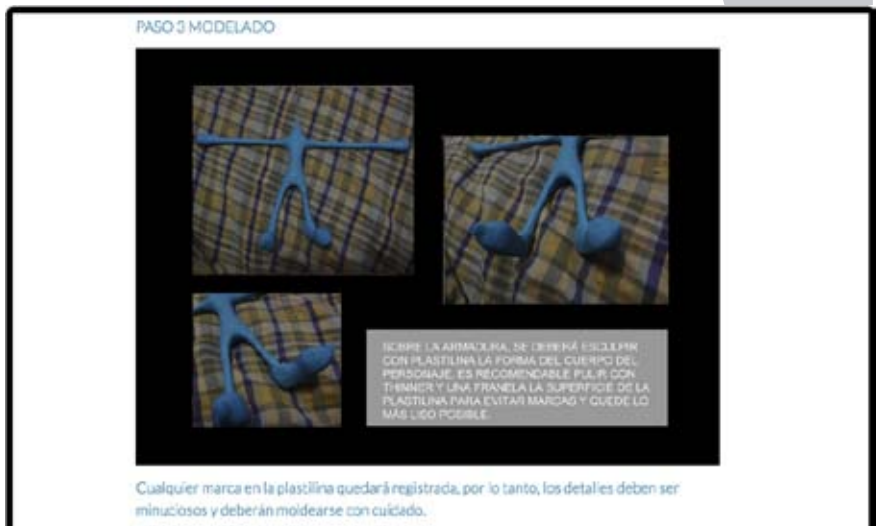 PASO 3 MODELADO
SOBRE LA ARMADURA, SE DEBERÁ ESCULPIR
CON PLASTILINA LA FORMA DEL CUERPO DEL
PERSONAJE, ES RECOMENDABLE PULIR CON
THINNER Y UNA FRANELA LA SUPERFICIE DE LA
PLASTILINA PARA EVITAR MARCAS Y QUEDE LO
MÁS LISO POSIBLE.
Cualquier marca en la plastilina quedará registrada, por lo tanto, los detalles deben ser
minuciosos y deberán moldearse con cuidado.